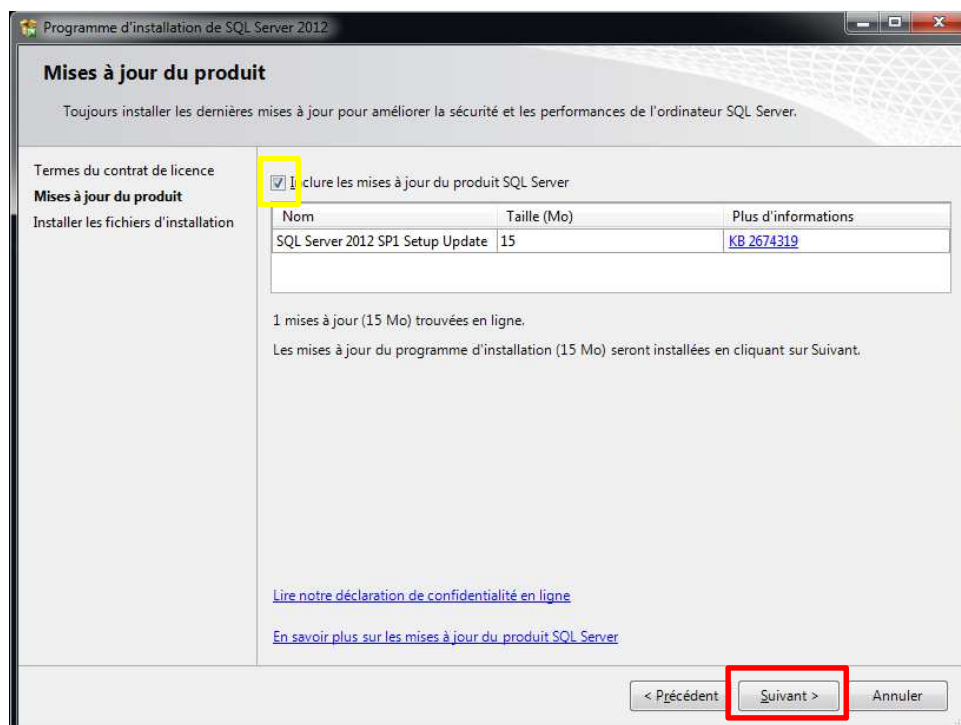 Programme d'installation de SQL Server 2012
Mises à jour du produit
Toujours installer les dernières mises à jour pour améliorer la sécurité et les performances de l'ordinateur SQL Server.
Termes du contrat de licence
Mises à jour du produit
Installer les fichiers d'installation
Inclure les mises à jour du produit SQL Server
Nom Taille (Mo) Plus d'informations
SQL Server 2012 SP1 Setup Update 15 KB 2674319
1 mises à jour (15 Mo) trouvées en ligne.
Les mises à jour du programme d'installation (15 Mo) seront installées en cliquant sur Suivant.
Lire notre déclaration de confidentialité en ligne
En savoir plus sur les mises à jour du produit SQL Server
< Précédent Suivant > Annuler